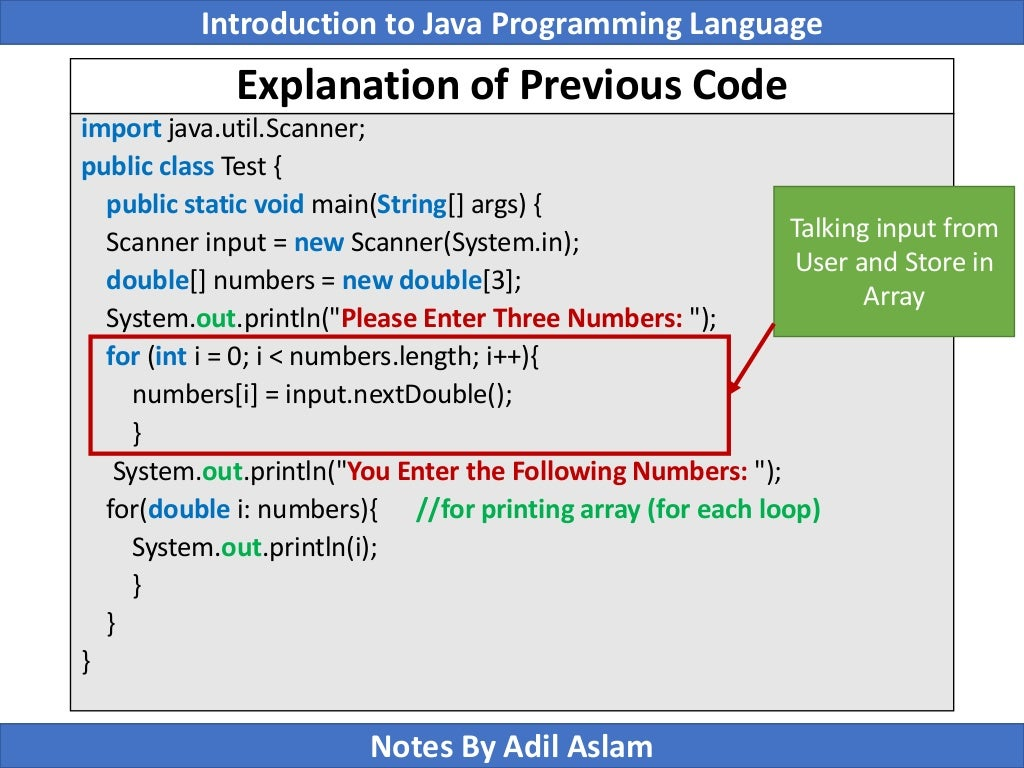 Introduction to Java Programming Language
Explanation of Previous Code
import java.util.Scanner;
public class Test {
public static void main(String[] args) {
Scanner input = new Scanner(System.in);
double[] numbers = new double[3];
System.out.println("Please Enter Three Numbers: ");
for (int i = 0; i < numbers.length; i++){
numbers[i] = input.nextDouble();
}
System.out.println("You Enter the Following Numbers: ");
for(double i: numbers){ //for printing array (for each loop)
System.out.println(i);
}
}
}
Talking input from
User and Store in
Array
Notes By Adil Aslam